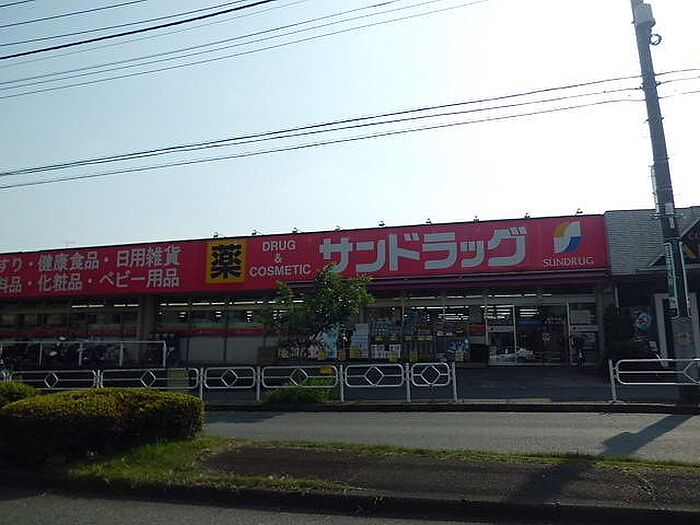 すり・健康食品・日用雑貨
料品・化粧品・ベビー用品
薬
DRUG
&
COSMETIC
サンドラッグ
SUNDRUG